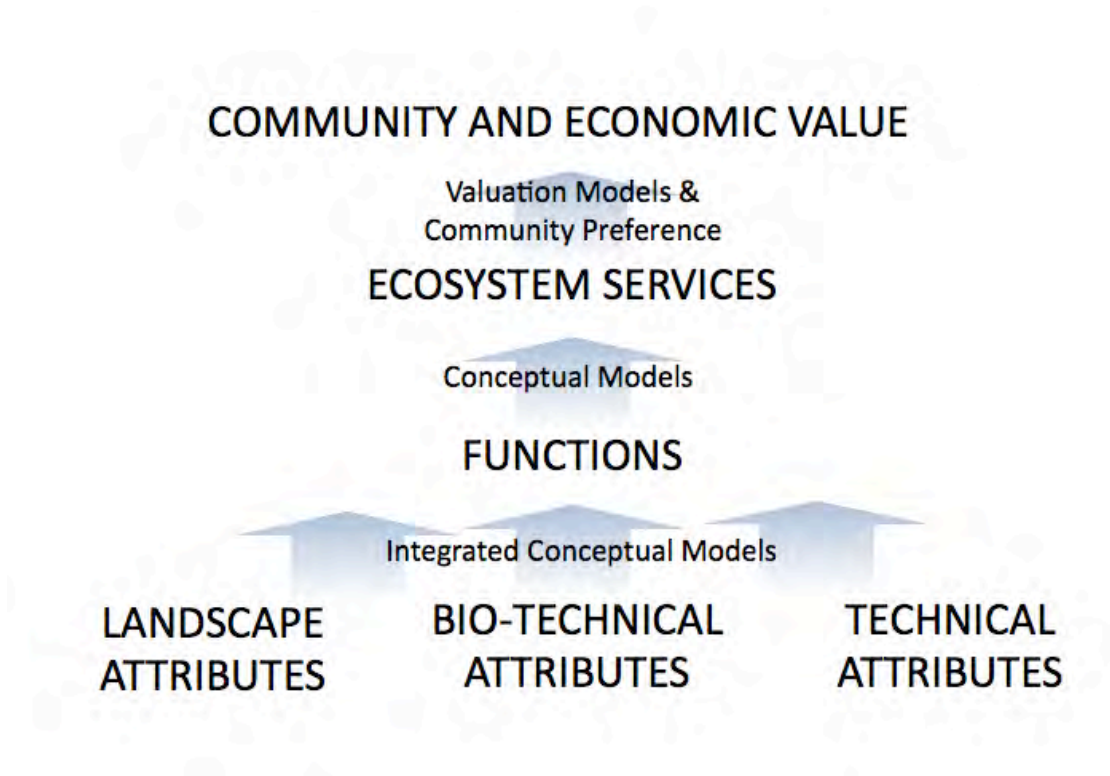 COMMUNITY AND ECONOMIC VALUE
Valuation Models &
Community Preference
ECOSYSTEM SERVICES
Conceptual Models
FUNCTIONS
Integrated Conceptual Models
LANDSCAPE
ATTRIBUTES
BIO-TECHNICAL
ATTRIBUTES
TECHNICAL
ATTRIBUTES